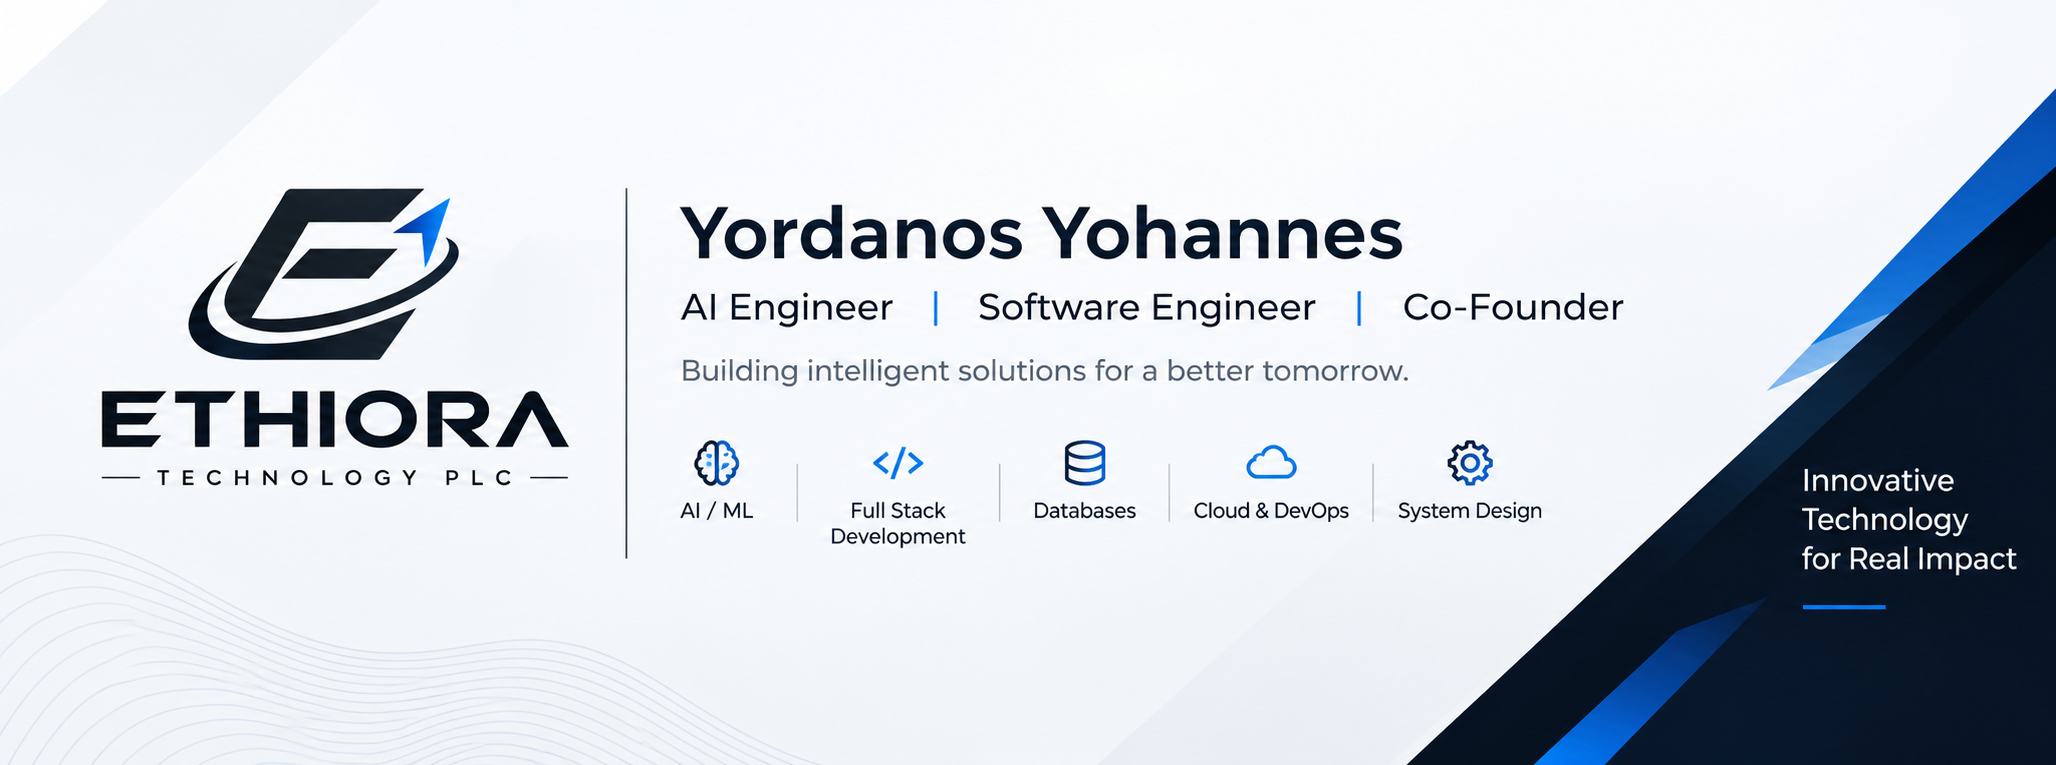 ETHIORA
TECHNOLOGY PLC
Yordanos Yohannes
AI Engineer | Software Engineer | Co-Founder
Building intelligent solutions for a better tomorrow.
AI / ML
Full Stack
Development
Databases
Cloud & DevOps
System Design
Innovative
Technology
for Real Impact